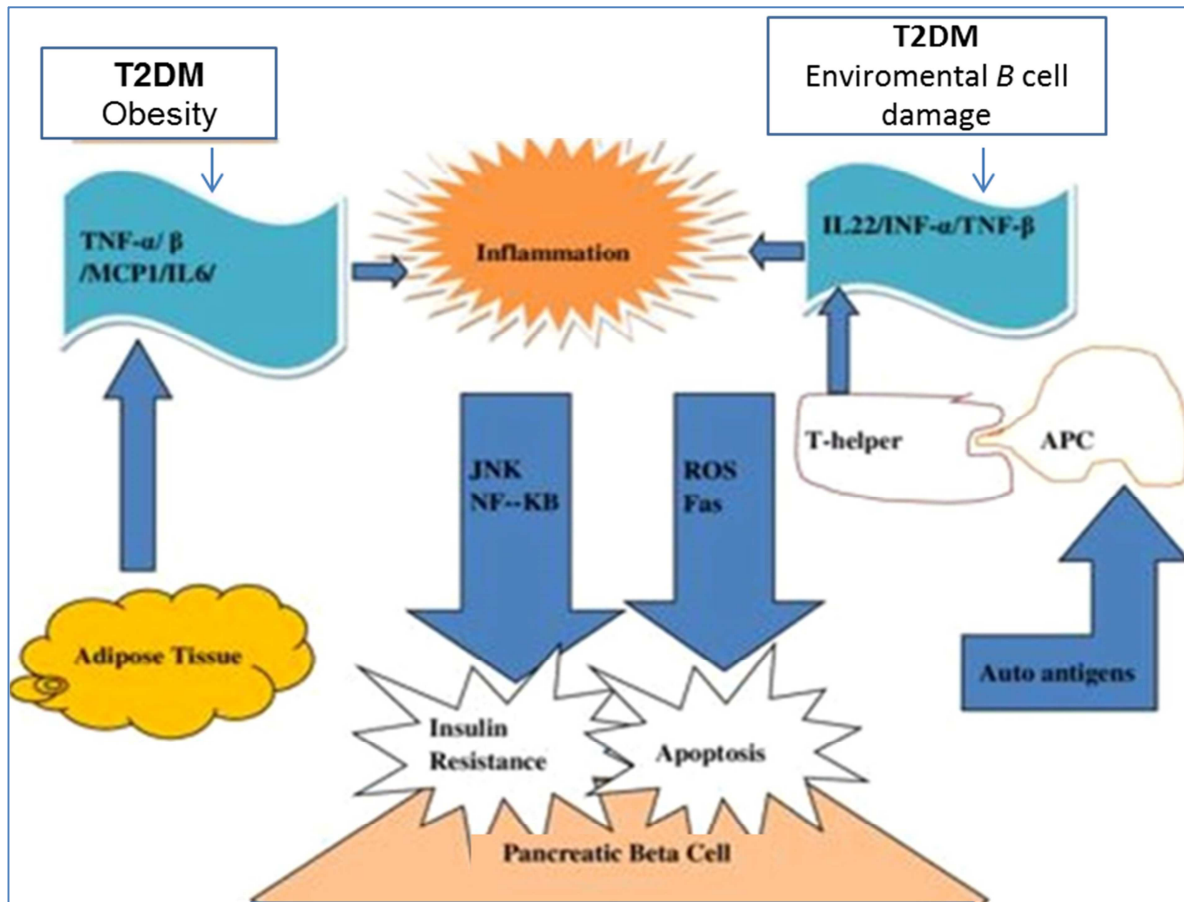 T2DM
Obesity
T2DM
Enviromental B cell
damage
TNF-α/ β
/MCP1/IL6/
Inflammation
IL22/INF-α/TNF-β
T-helper
APC
JNK
NF--KB
ROS
Fas
Adipose Tissue
Auto antigens
Insulin
Resistance
Apoptosis
Pancreatic Beta Cell